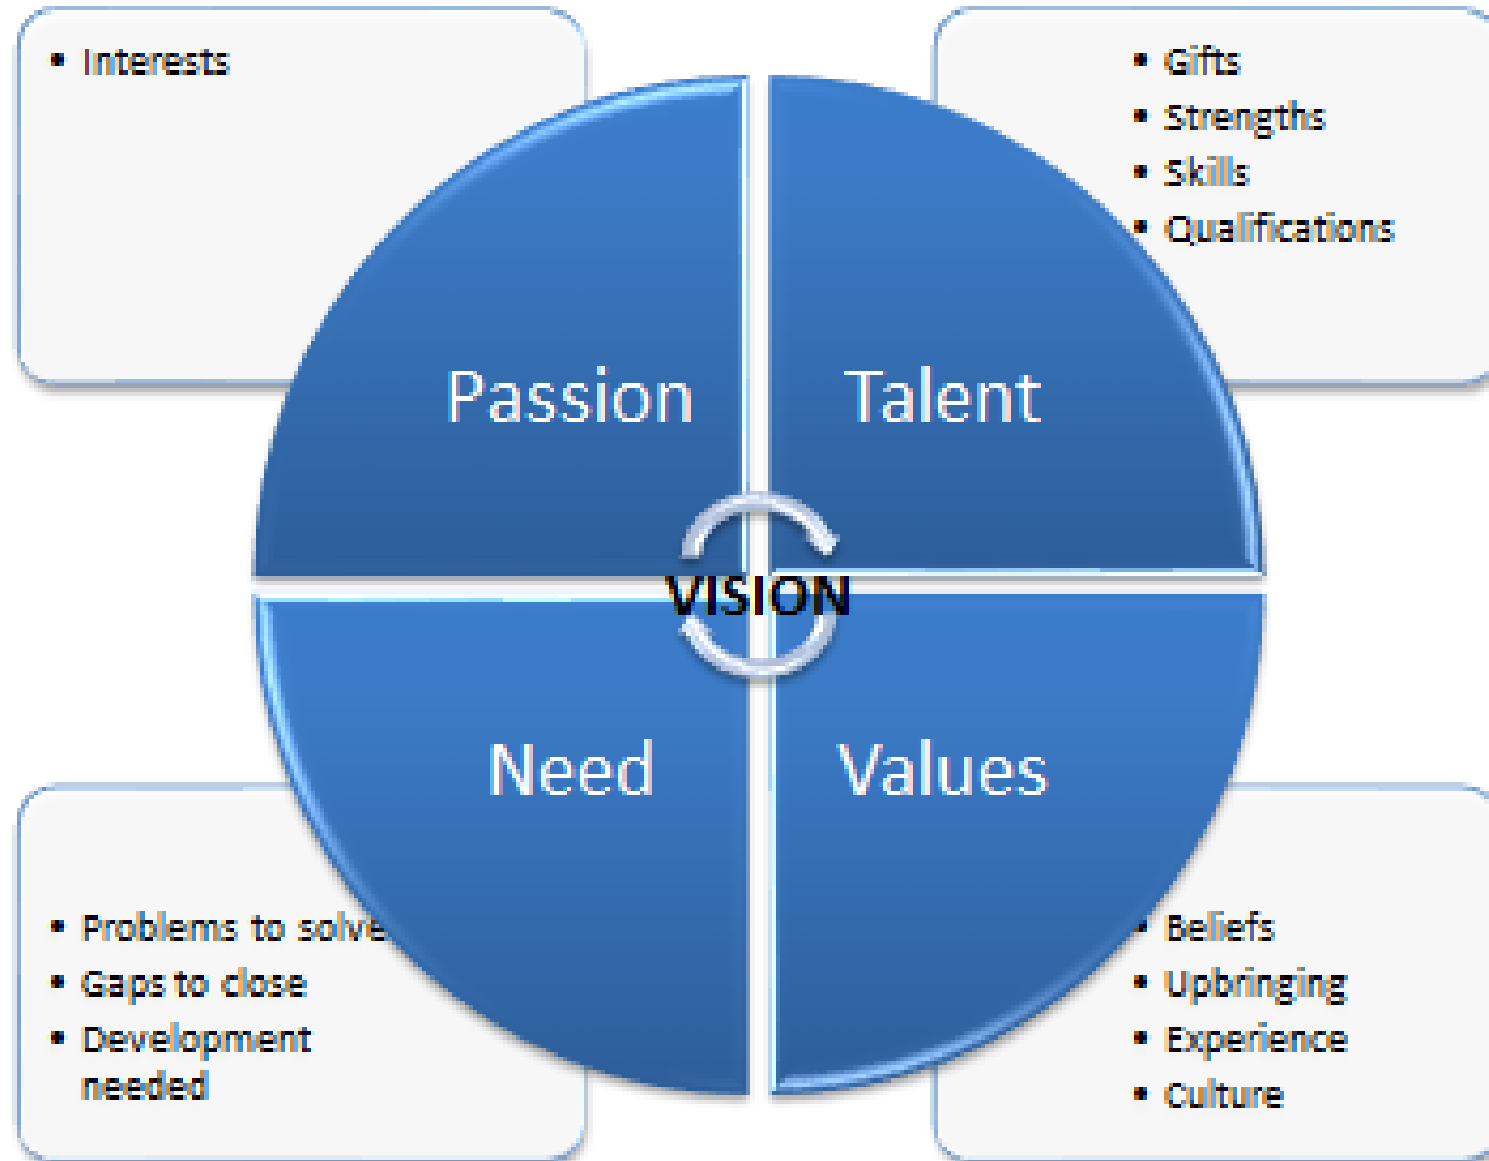 • Interests
• Gifts
• Strengths
• Skills
• Qualifications
Passion
Talent
VISION
Need
Values
• Problems to solve
• Gaps to close
• Development
needed
• Beliefs
• Upbringing
• Experience
• Culture